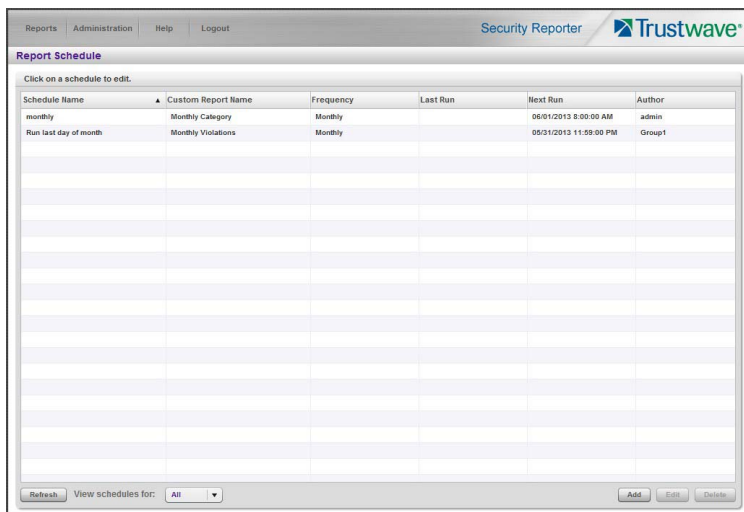 Reports Administration Help Logout
Security Reporter Trustwave®
Report Schedule
Click on a schedule to edit.
Schedule Name ▲ Custom Report Name Frequency Last Run Next Run Author
monthly Monthly Category Monthly 06/01/2013 8:00:00 AM admin
Run last day of month Monthly Violations Monthly 05/31/2013 11:59:00 PM Group1
Refresh View schedules for: All ▼ Add Edit Delete